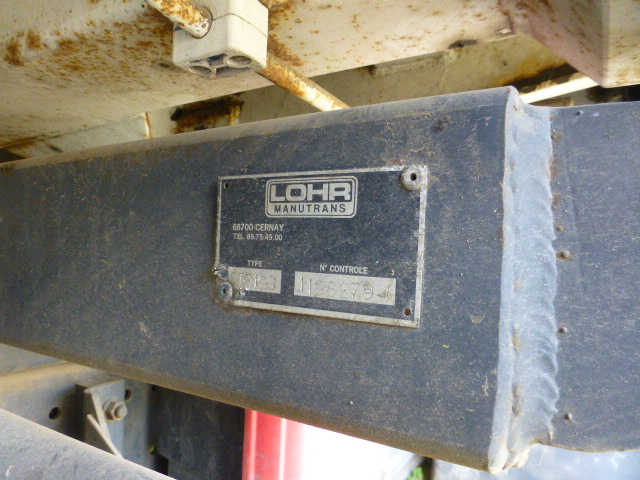 LOHR
MANUTRANS
68700-CERNAY
TEL. 89.75.49.00
TYPE.
N° CONTROLE